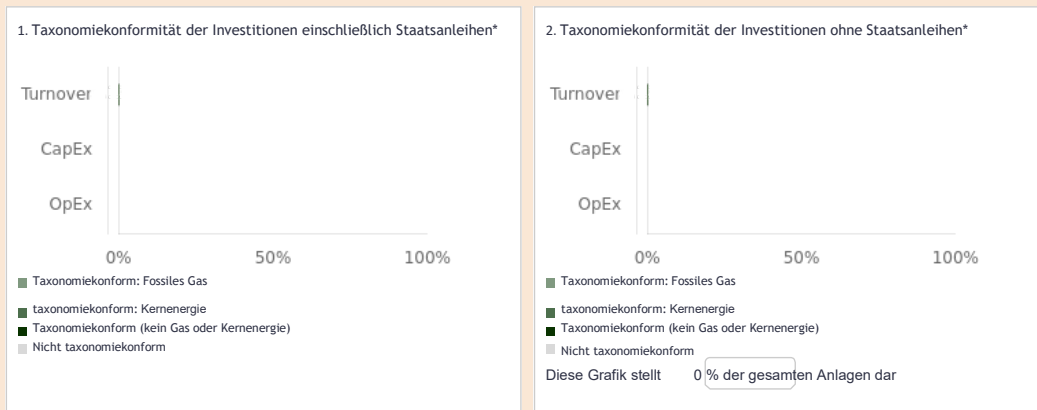 1. Taxonomiekonformität der Investitionen einschließlich Staatsanleihen*
Turnover
CapEx
OpEx
0% 50% 100%
Taxonomiekonform: Fossiles Gas
taxonomiekonform: Kernenergie
Taxonomiekonform (kein Gas oder Kernenergie)
Nicht taxonomiekonform
2. Taxonomiekonformität der Investitionen ohne Staatsanleihen*
Turnover
CapEx
OpEx
0% 50% 100%
Taxonomiekonform: Fossiles Gas
taxonomiekonform: Kernenergie
Taxonomiekonform (kein Gas oder Kernenergie)
Nicht taxonomiekonform
Diese Grafik stellt 0 % der gesamten Anlagen dar